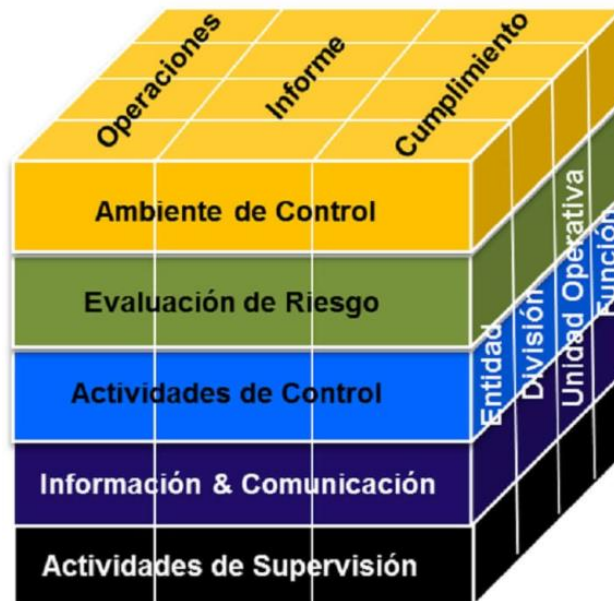 Operaciones
Informe
Cumplimiento
Ambiente de Control
Evaluación de Riesgo
Actividades de Control
Información & Comunicación
Actividades de Supervisión
Entidad
División
Unidad Operativa
Función